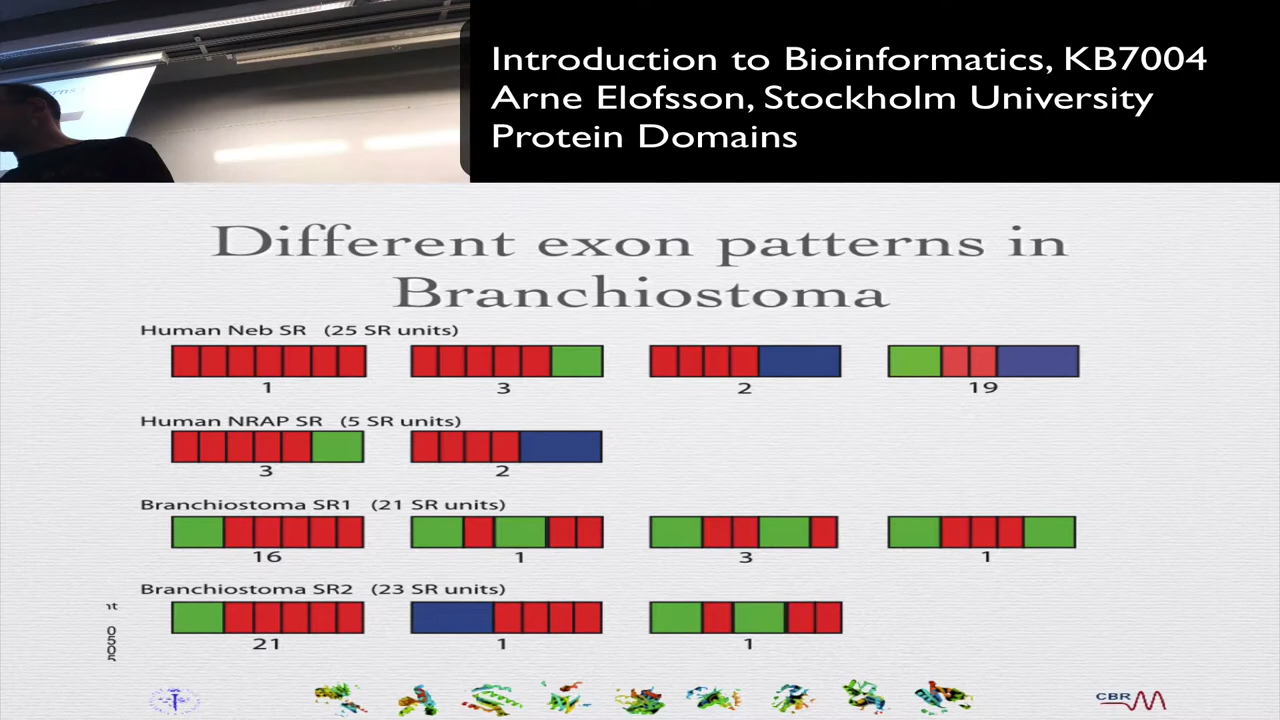 Introduction to Bioinformatics, KB7004
Arne Elofsson, Stockholm University
Protein Domains
Different exon patterns in
Branchiostoma
Human Neb SR (25 SR units)
1 3 2 19
Human NRAP SR (5 SR units)
3 2
Branchiostoma SR1 (21 SR units)
16 1 3 1
Branchiostoma SR2 (23 SR units)
21 1 1
CBR